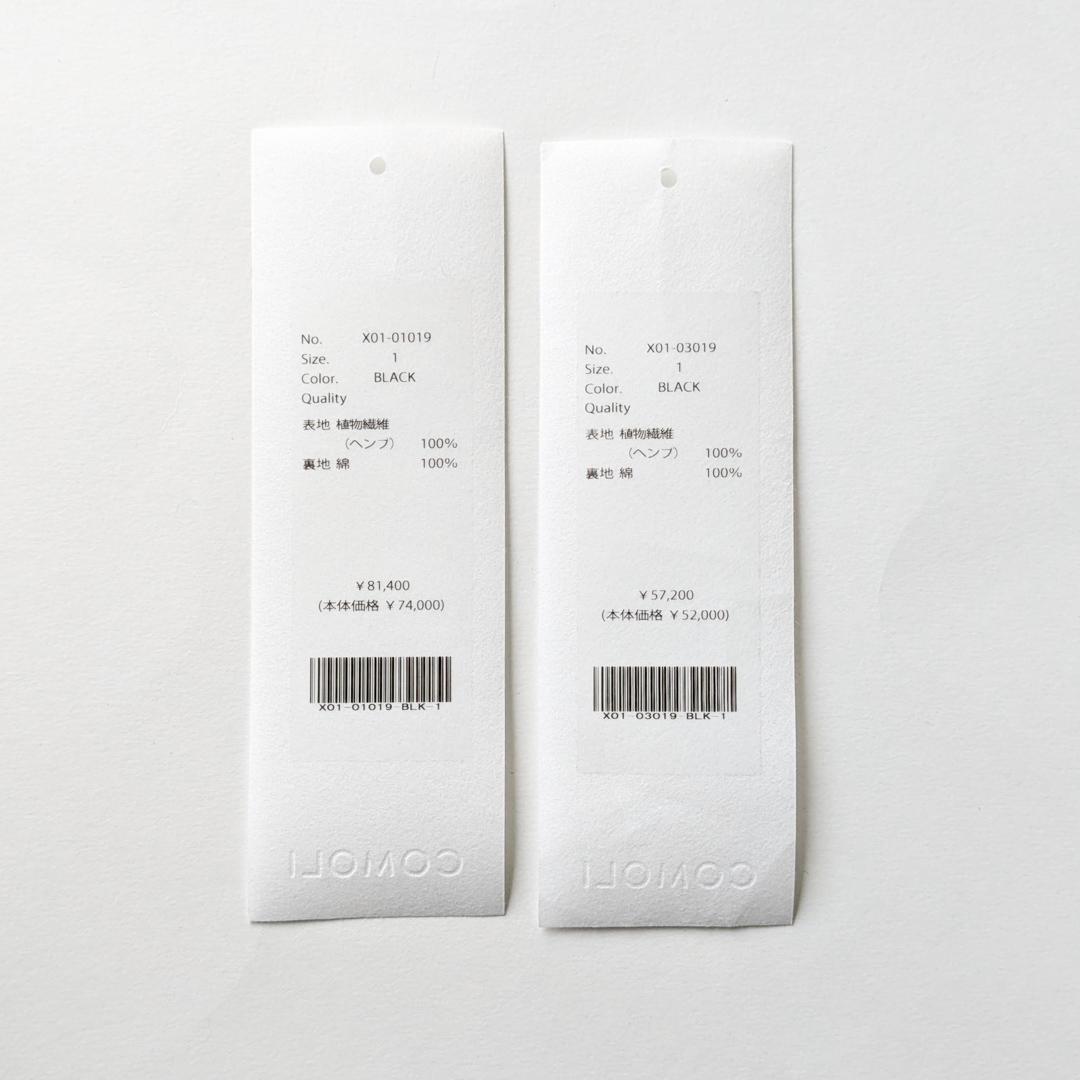 No. X01-01019
Size. 1
Color. BLACK
Quality
表地 植物繊維
(ヘンプ) 100%
裏地 綿 100%
￥81,400
(本体価格 ￥74,000)
X01-01019-BLK-1
COMOLI
No. X01-03019
Size. 1
Color. BLACK
Quality
表地 植物繊維
(ヘンプ) 100%
裏地 綿 100%
￥57,200
(本体価格 ￥52,000)
X01-03019-BLK-1
COMOLI